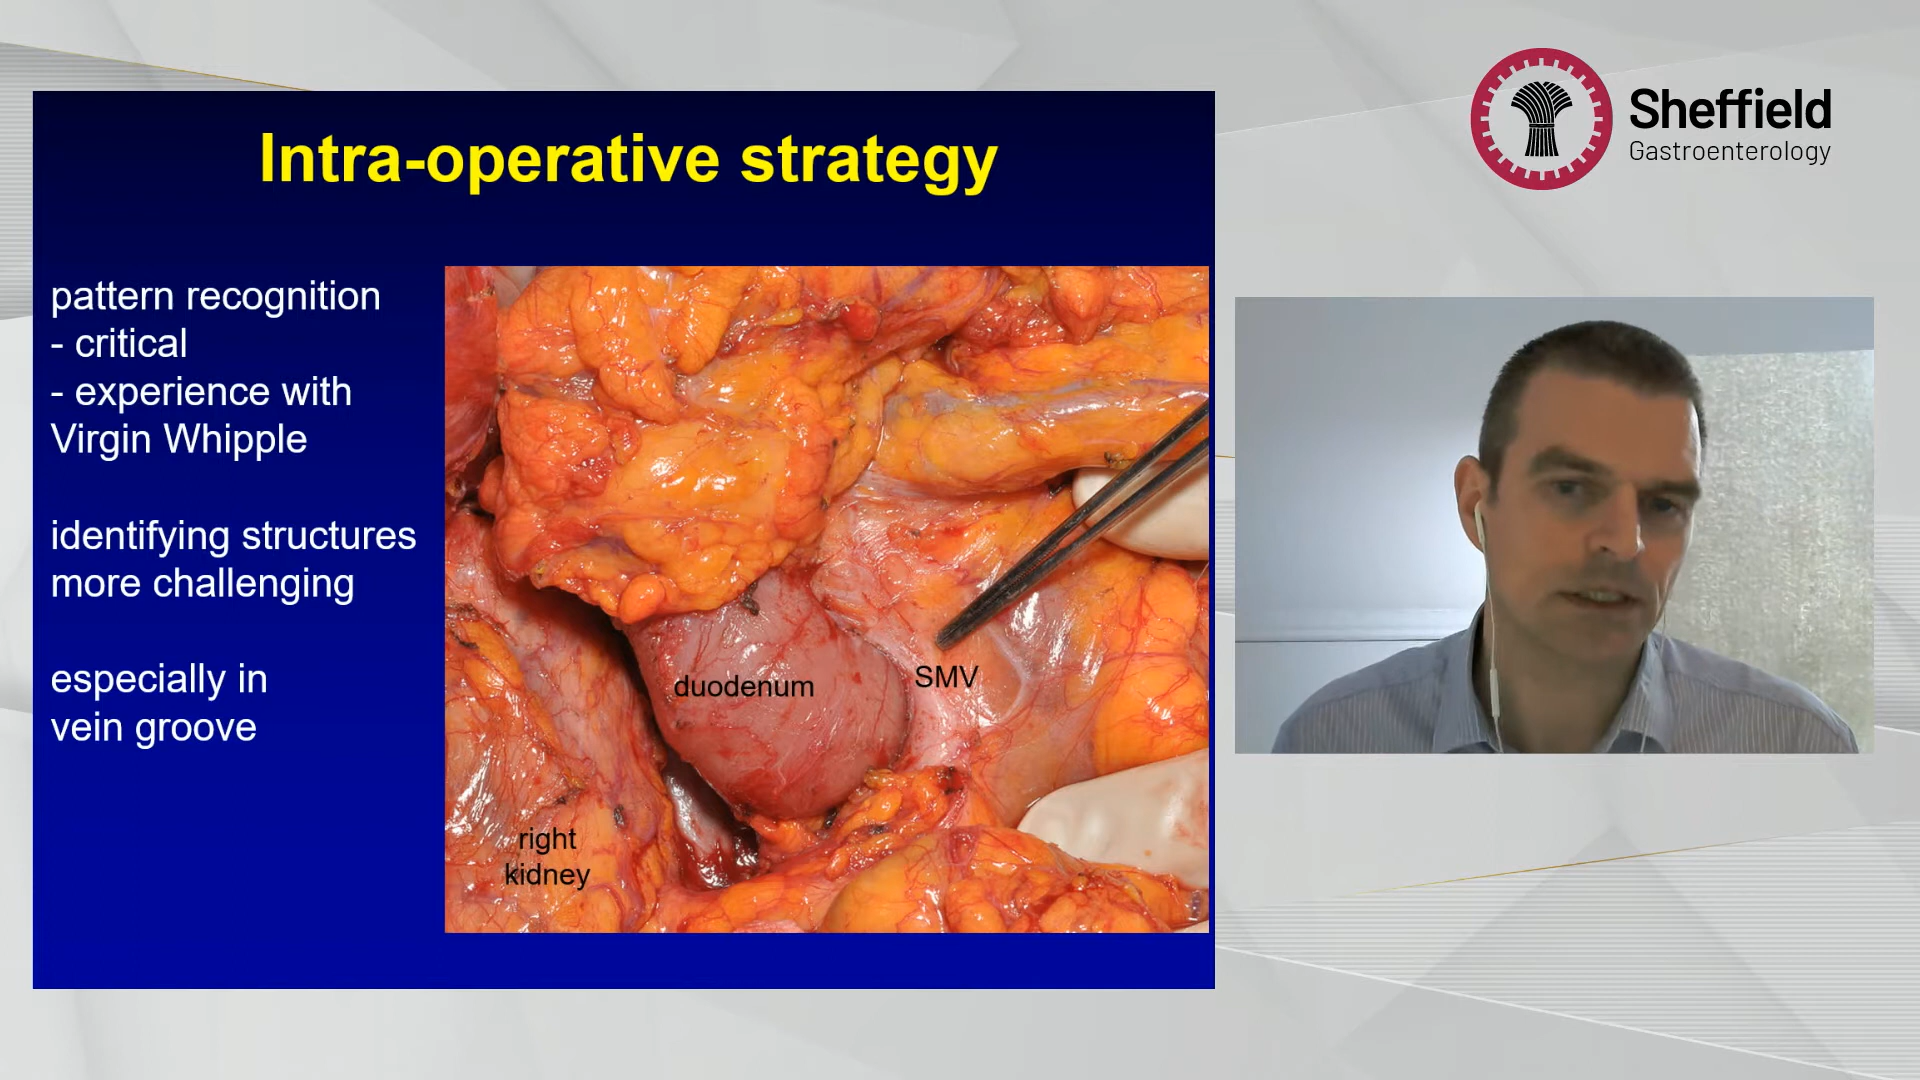 Sheffield
Gastroenterology
Intra-operative strategy
pattern recognition
- critical
- experience with
Virgin Whipple
identifying structures
more challenging
especially in
vein groove
duodenum
SMV
right
kidney